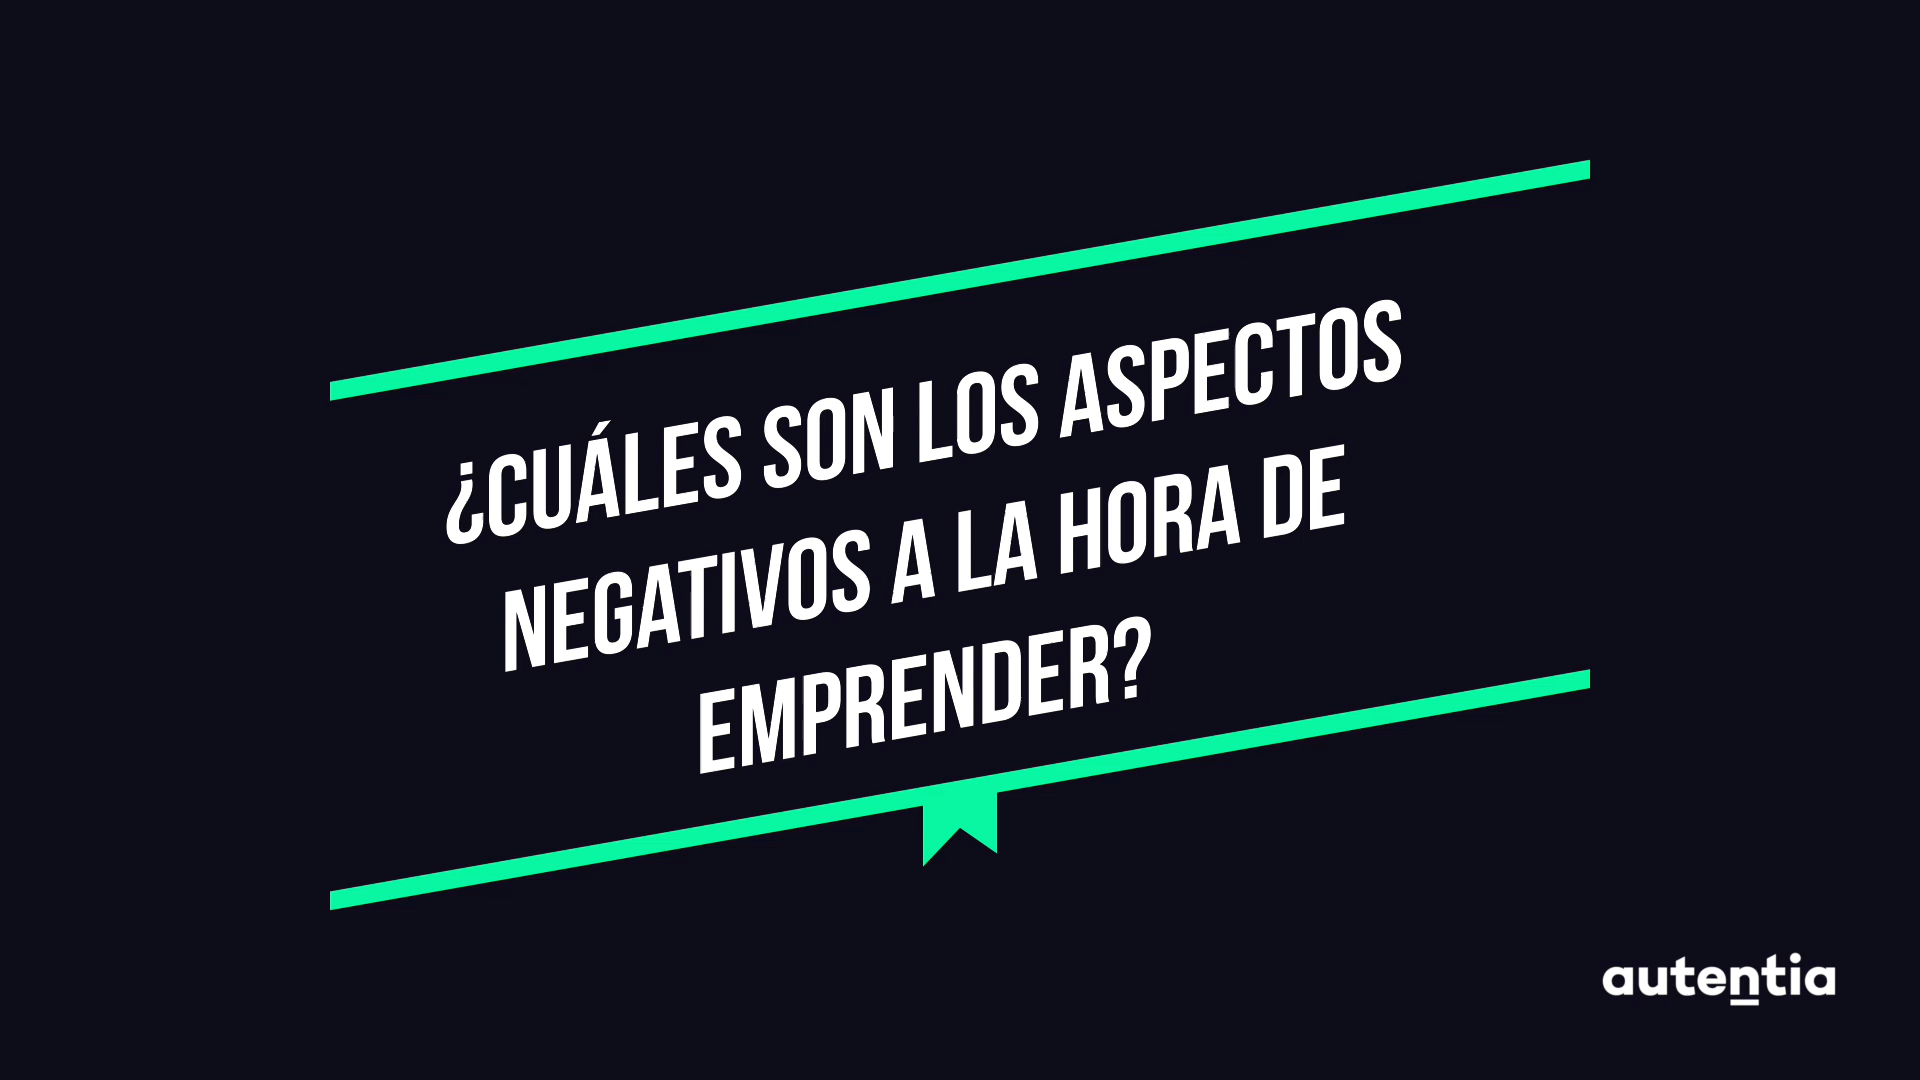 ¿CUÁLES SON LOS ASPECTOS
NEGATIVOS A LA HORA DE
EMPRENDER?
autentia